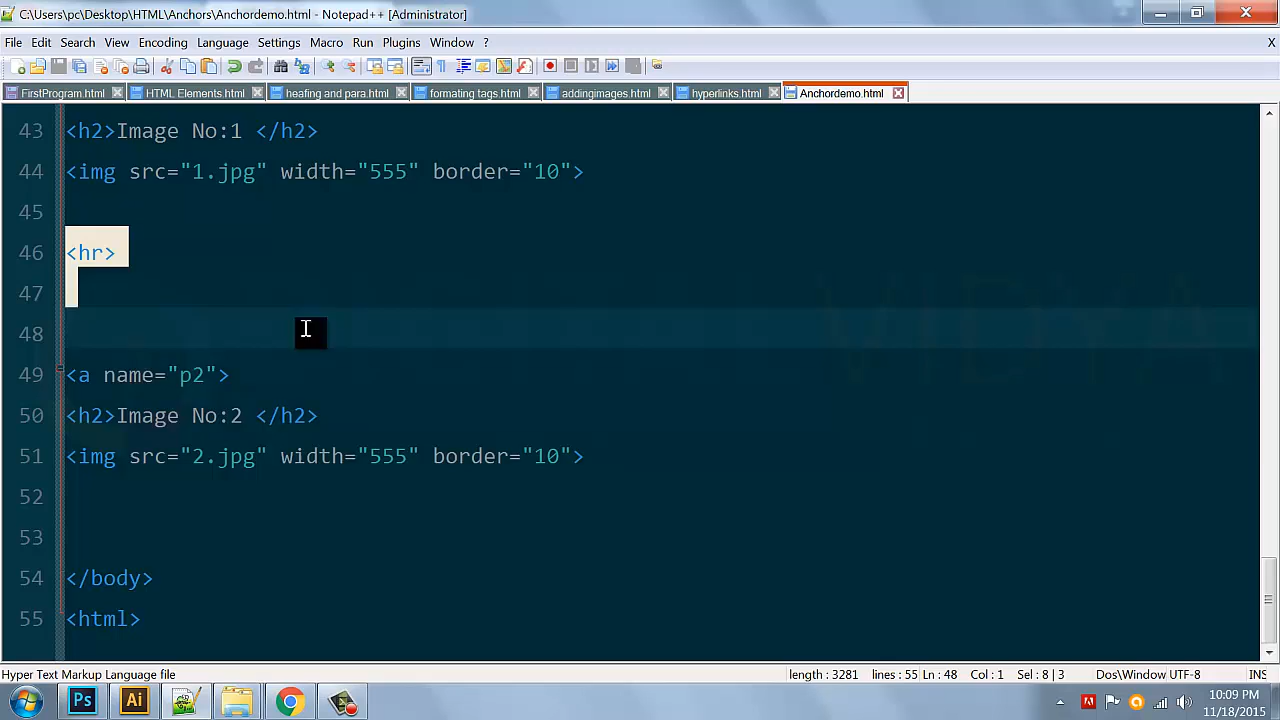 C:\Users\pc\Desktop\HTML\Anchors\Anchordemo.html - Notepad++ [Administrator]
File Edit Search View Encoding Language Settings Macro Run Plugins Window ? X
FirstProgram.html HTML Elements.html heafing and para.html formating tags.html addingimages.html hyperlinks.html Anchordemo.html
43 <h2>Image No:1 </h2>
44 <img src="1.jpg" width="555" border="10">
45
46 <hr>
47
48
49 <a name="p2">
50 <h2>Image No:2 </h2>
51 <img src="2.jpg" width="555" border="10">
52
53
54 </body>
55 <html>
Hyper Text Markup Language file length: 3281 lines: 55 Ln: 48 Col: 1 Sel: 8 | 3 Dos\Window UTF-8 INS
Ps Ai 10:09 PM
11/18/2015